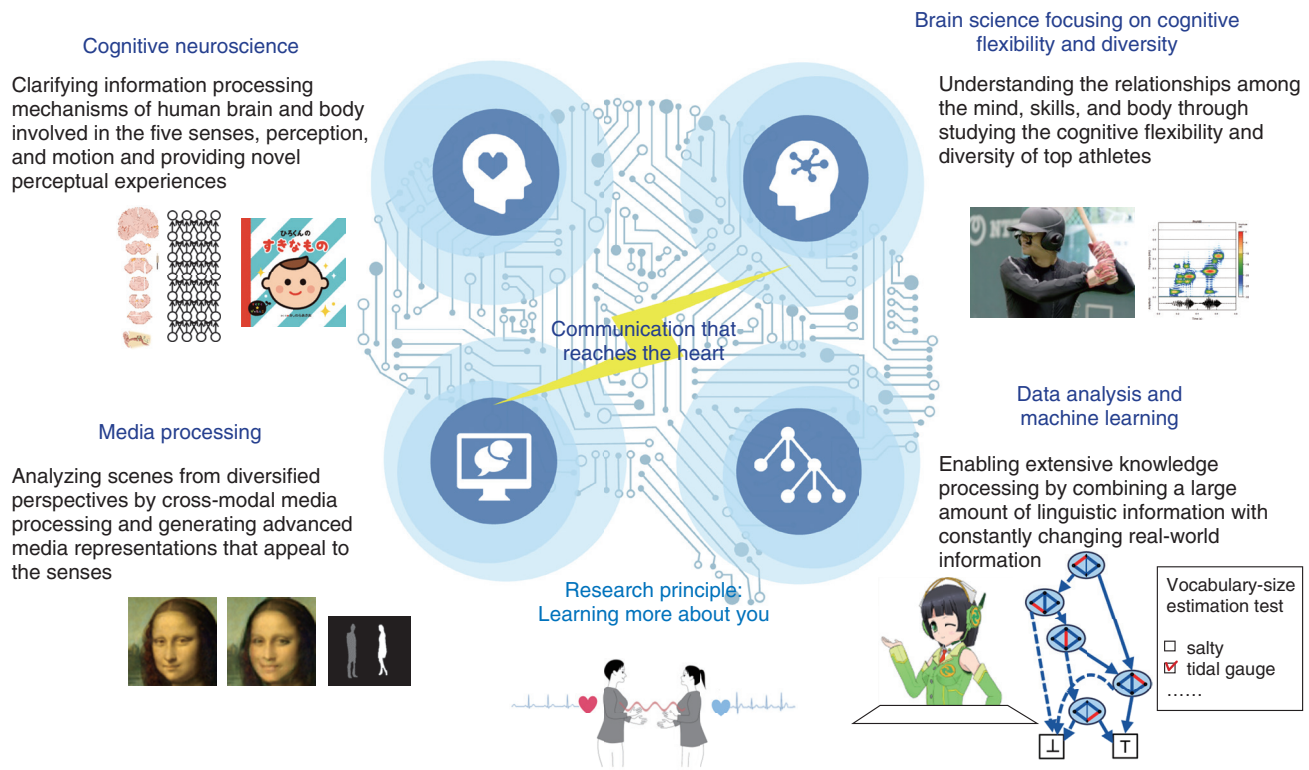 Cognitive neuroscience
Clarifying information processing
mechanisms of human brain and body
involved in the five senses, perception,
and motion and providing novel
perceptual experiences
ひろくんの
すきなもの
Brain science focusing on cognitive
flexibility and diversity
Understanding the relationships among
the mind, skills, and body through
studying the cognitive flexibility and
diversity of top athletes
NT
Communication that
reaches the heart
Media processing
Analyzing scenes from diversified
perspectives by cross-modal media
processing and generating advanced
media representations that appeal to
the senses
Data analysis and
machine learning
Enabling extensive knowledge
processing by combining a large
amount of linguistic information with
constantly changing real-world
information
Vocabulary-size
estimation test
salty
tidal gauge
......
⊥
T
Research principle:
Learning more about you